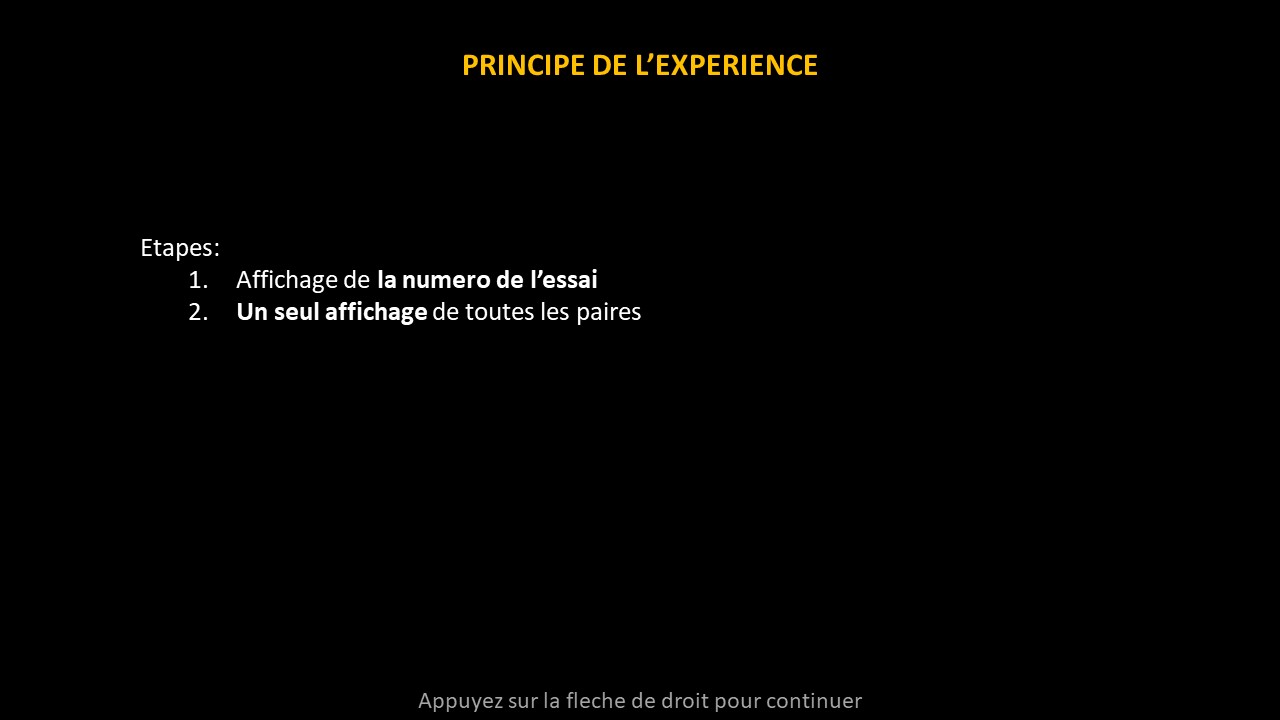 PRINCIPE DE L’EXPERIENCE
Etapes:
1. Affichage de la numero de l’essai
2. Un seul affichage de toutes les paires
Appuyez sur la fleche de droit pour continuer